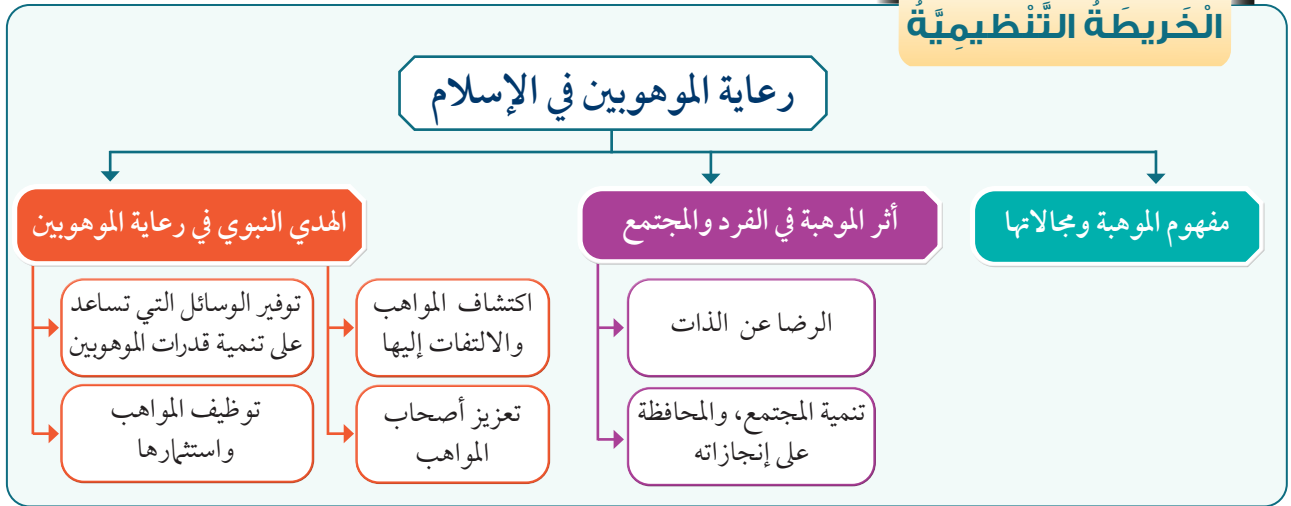 الْخَريطَةُ التَّنْظيمِيَّةُ
رعاية الموهوبين في الإسلام
مفهوم الموهبة ومجالاتها
أثر الموهبة في الفرد والمجتمع
الرضا عن الذات
تنمية المجتمع، والمحافظة
على إنجازاته
الهدي النبوي في رعاية الموهوبين
اكتشاف المواهب
والالتفات إليها
تعزيز أصحاب
المواهب
توفير الوسائل التي تساعد
على تنمية قدرات الموهوبين
توظيف المواهب
واستثمارها